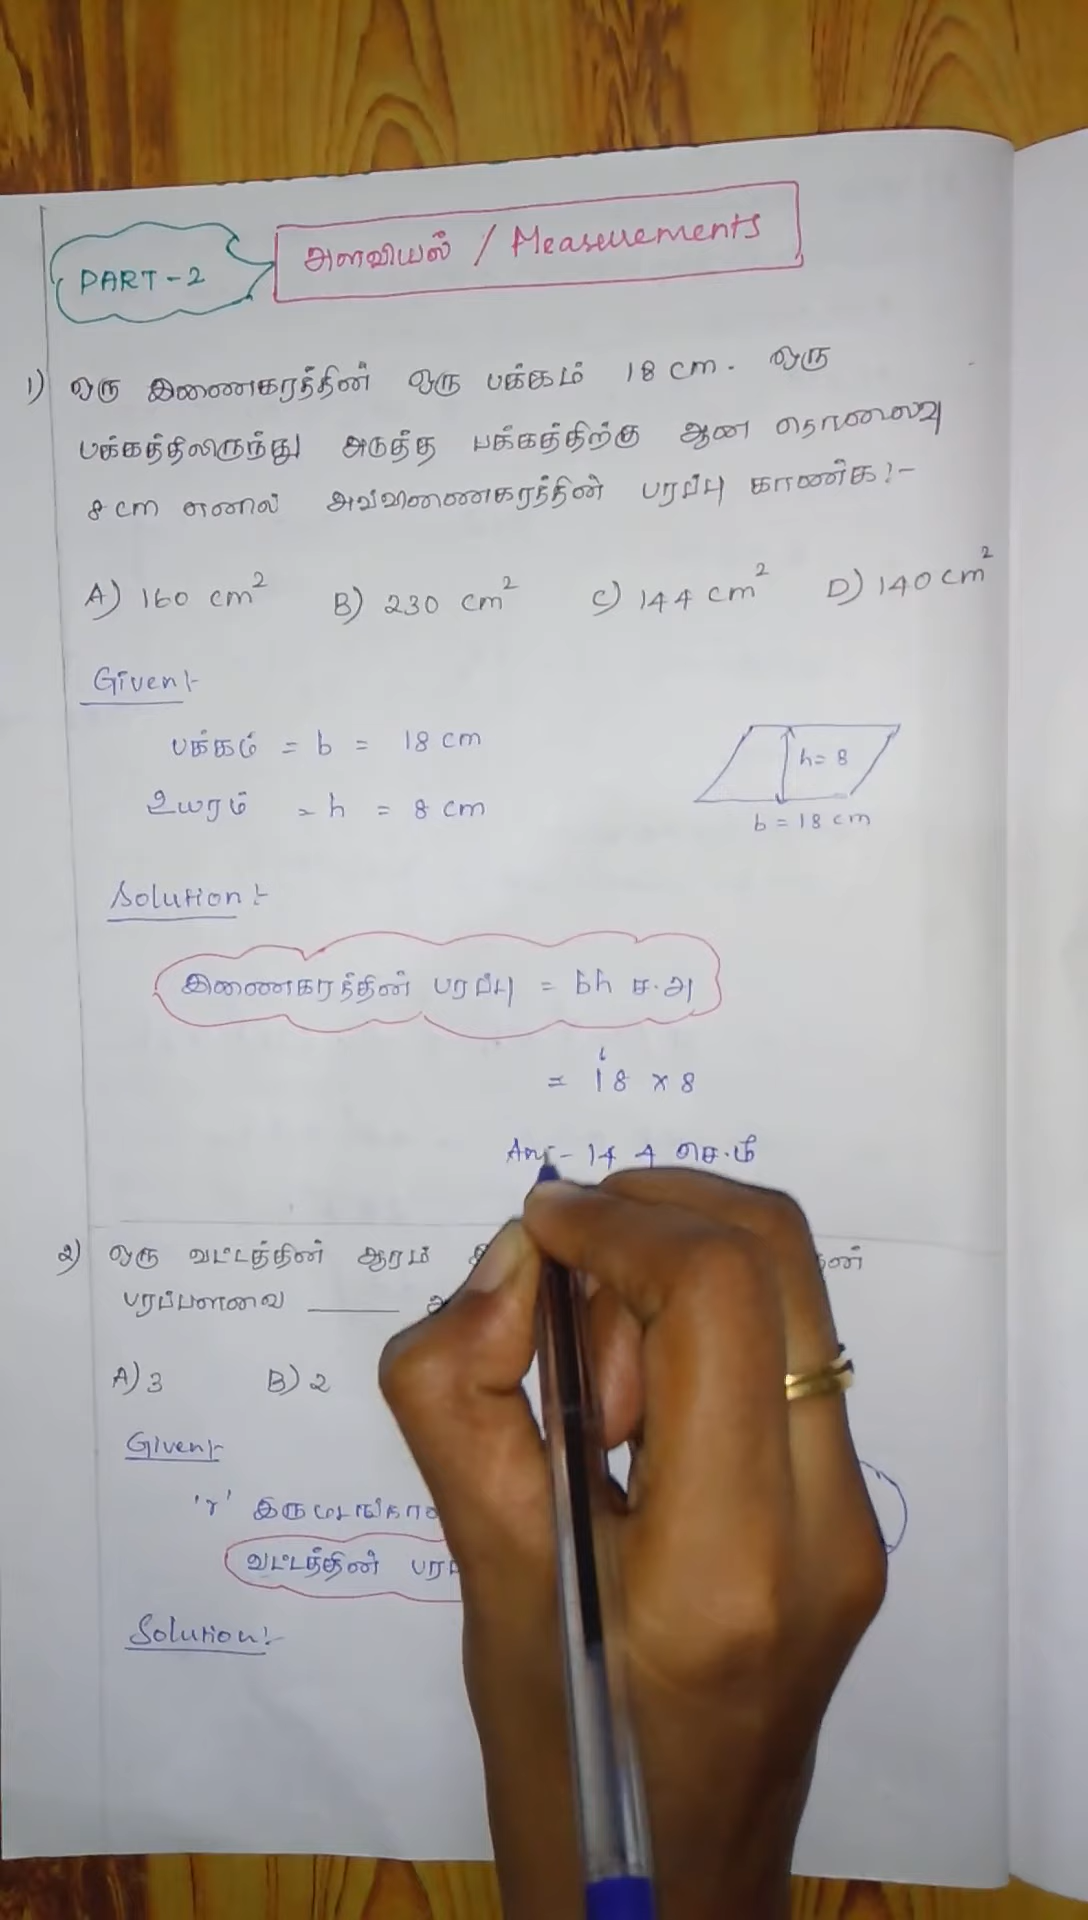 PART-2
அளவியல் / Measurements
1) ஒரு இணைகரத்தின் ஒரு பக்கம் 18 cm. ஒரு
பக்கத்திலிருந்து அடுத்த பக்கத்திற்கு ஆன தொலைவு
8 cm எனில் அவ்விணைகரத்தின் பரப்பு காண்க:-
A) 160 cm² B) 230 cm² C) 144 cm² D) 140 cm²
Given:-
பக்கம் = b = 18 cm
உயரம் = h = 8 cm
h = 8
b = 18 cm
Solution:-
இணைகரத்தின் பரப்பு = bh ச.அ
= 18 × 8
Ans- 144 செ.மீ
2) ஒரு வட்டத்தின் ஆரம்
பரப்பளவை
A) 3 B) 2
Given:-
'r'
வட்டத்தின்
Solution:-